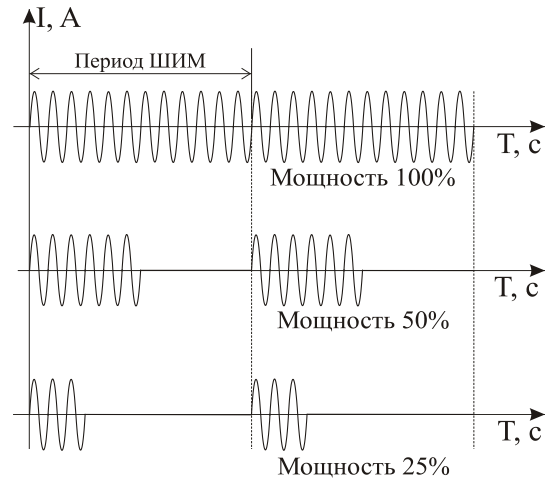 I, А
Период ШИМ
Т, с
Мощность 100%
Т, с
Мощность 50%
Т, с
Мощность 25%